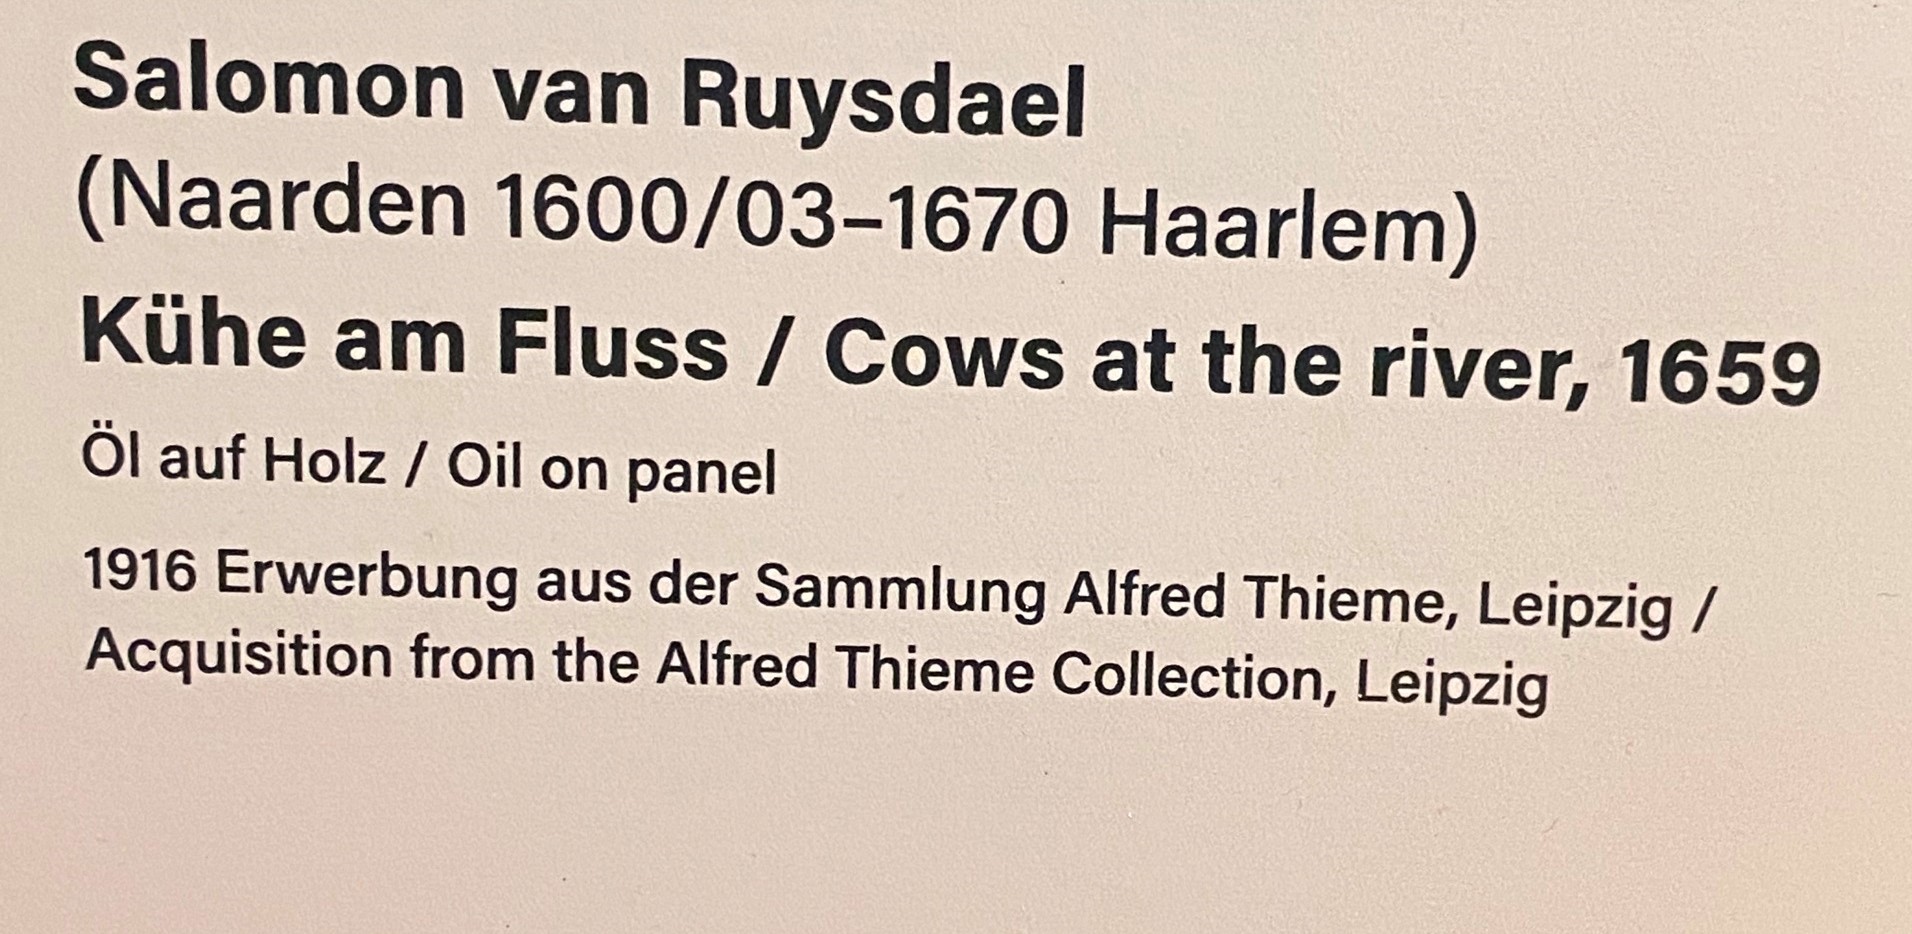 Salomon van Ruysdael
(Naarden 1600/03–1670 Haarlem)
Kühe am Fluss / Cows at the river, 1659
Öl auf Holz / Oil on panel
1916 Erwerbung aus der Sammlung Alfred Thieme, Leipzig /
Acquisition from the Alfred Thieme Collection, Leipzig